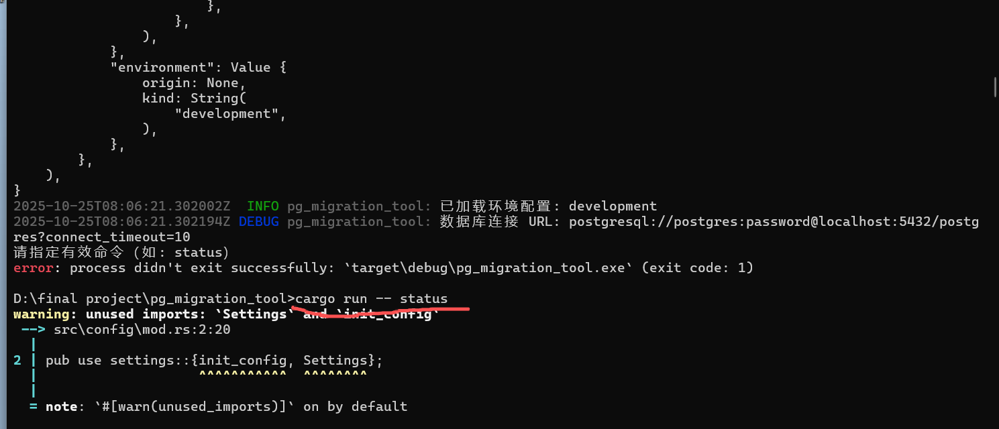 },
},
),
},
"environment": Value {
origin: None,
kind: String(
"development",
),
},
},
),
}
2025-10-25T08:06:21.302002Z  INFO pg_migration_tool: 已加载环境配置: development
2025-10-25T08:06:21.302194Z DEBUG pg_migration_tool: 数据库连接 URL: postgresql://postgres:password@localhost:5432/postg
res?connect_timeout=10
请指定有效命令（如: status）
error: process didn't exit successfully: `target\debug\pg_migration_tool.exe` (exit code: 1)
D:\final project\pg_migration_tool>cargo run -- status
warning: unused imports: `Settings` and `init_config`
--> src\config\mod.rs:2:20
|
2 | pub use settings::{init_config, Settings};
| ^^^^^^^^^^^ ^^^^^^^^
|
= note: `#[warn(unused_imports)]` on by default